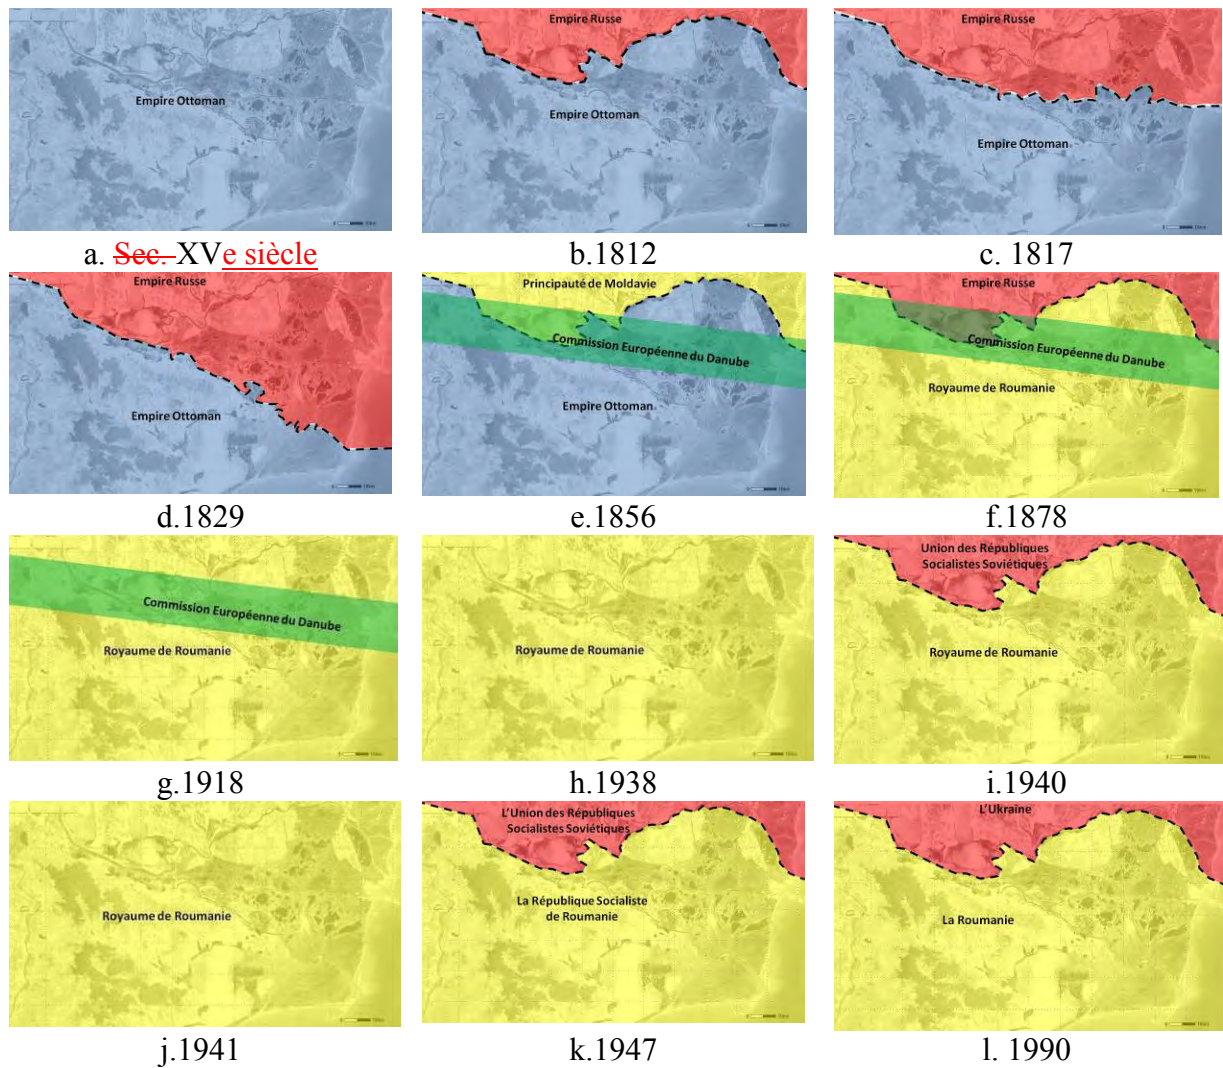 Empire Ottoman
a. Sec. XVe siècle
Empire Russe
Empire Ottoman
b.1812
Empire Russe
Empire Ottoman
c. 1817
Empire Russe
Empire Ottoman
d.1829
Principauté de Moldavie
Commission Européenne du Danube
Empire Ottoman
e.1856
Empire Russe
Commission Européenne du Danube
Royaume de Roumanie
f.1878
Commission Européenne du Danube
Royaume de Roumanie
g.1918
Royaume de Roumanie
h.1938
Union des Républiques
Socialistes Soviétiques
Royaume de Roumanie
i.1940
Royaume de Roumanie
j.1941
L'Union des Républiques
Socialistes Soviétiques
La République Socialiste
de Roumanie
k.1947
L'Ukraine
La Roumanie
l. 1990